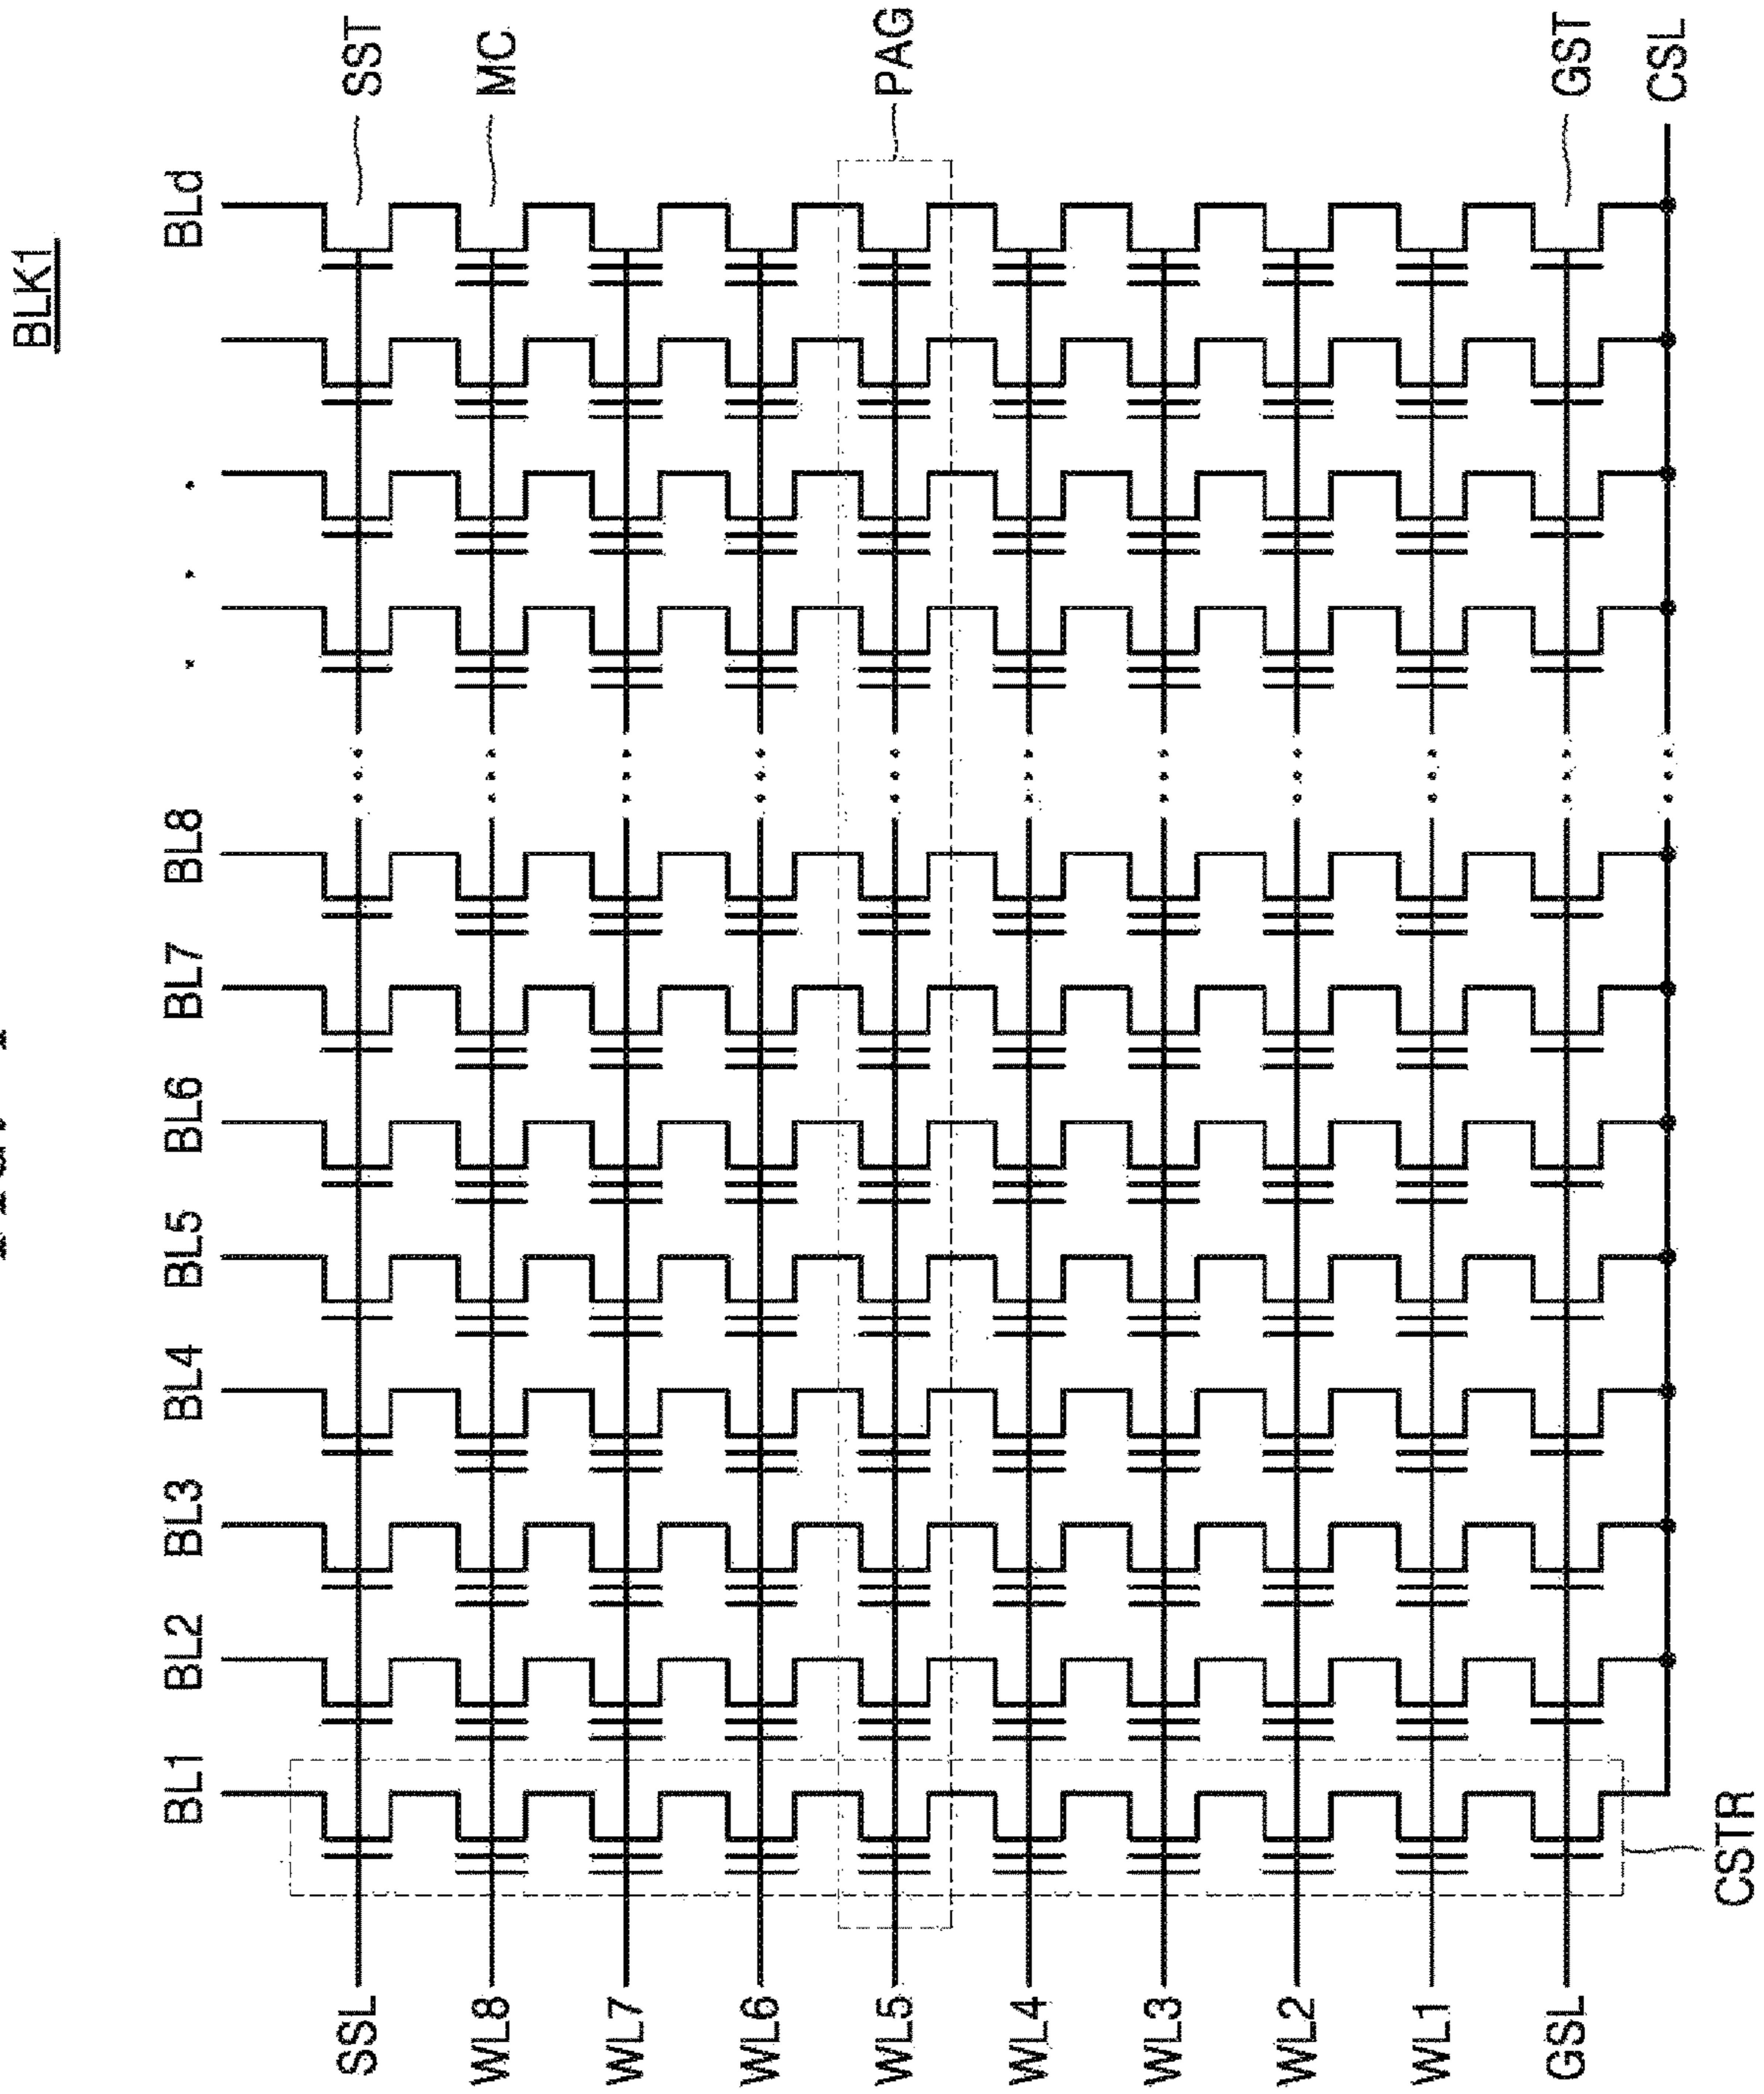 BLK1
BL1 BL2 BL3 BL4 BL5 BL6 BL7 BL8 BLd
SSL SST
WL8 MC
WL7
WL6
WL5 PAG
WL4
WL3
WL2
WL1
GSL GST
CSL
CSTR